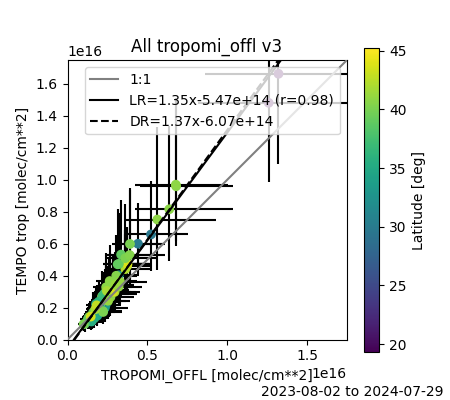 All tropomi_offl v3
1e16
1.6
1.4
1.2
1.0
0.8
0.6
0.4
0.2
0.0
TEMPO trop [molec/cm**2]
1:1
LR=1.35x-5.47e+14 (r=0.98)
DR=1.37x-6.07e+14
0.0 0.5 1.0 1.5
TROPOMI_OFFL [molec/cm**2]
1e16
45
40
35
30
25
20
Latitude [deg]
2023-08-02 to 2024-07-29